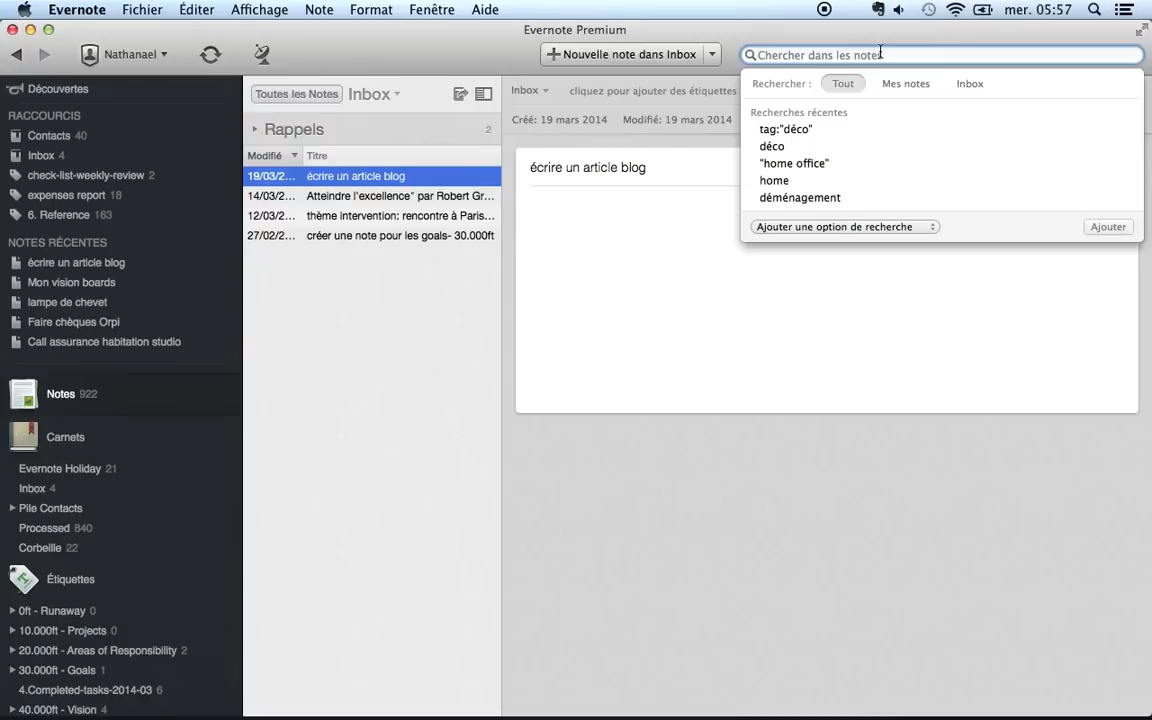 Evernote Fichier Éditer Affichage Note Format Fenêtre Aide mer. 05:57
Evernote Premium
Nathanael
Nouvelle note dans Inbox
Chercher dans les notes
Découvertes
RACCOURCIS
Contacts 40
Inbox 4
check-list-weekly-review 2
expenses report 4
6. Reference 163
NOTES RÉCENTES
écrire un article blog
Mon vision boards
lampe de chevet
Faire chèques Orpi
Call assurance habitation studio
Notes 922
Carnets
Evernote Holiday 21
Inbox 4
Pile Contacts
Processed 840
Corbeille 22
Étiquettes
0ft - Runaway 0
10.000ft - Projects 0
20.000ft - Areas of Responsibility 2
30.000ft - Goals 1
4.Completed-tasks-2014-03 6
40.000ft - Vision 4
Toutes les Notes Inbox
Rappels 2
Modifié Titre
19/03/2... écrire un article blog
14/03/2... Atteindre l'excellence" par Robert Gr...
12/03/2... thème intervention: rencontre à Paris...
27/02/2... créer une note pour les goals- 30.000ft
Inbox cliquez pour ajouter des étiquettes
Créé: 19 mars 2014 Modifié: 19 mars 2014
écrire un article blog
Rechercher : Tout Mes notes Inbox
Recherches récentes
tag:"déco"
déco
"home office"
home
déménagement
Ajouter une option de recherche Ajouter